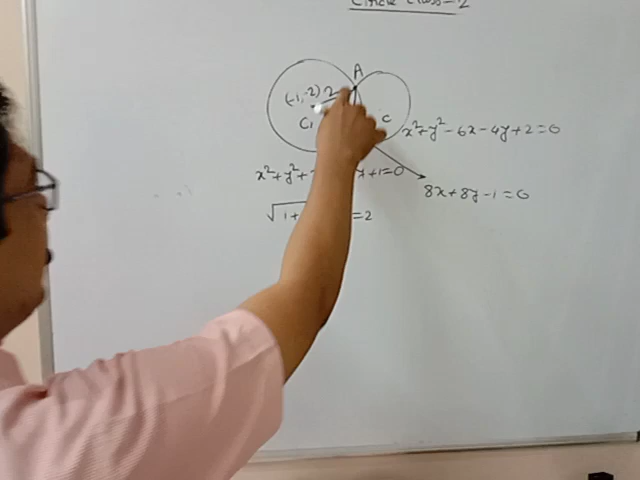 Circle Class-2
A
(-1,-2) 2
C₁ C
x²+y²-6x-4y+2=0
x²+y²+ y+1=0
8x+8y-1=0
√1+ =2